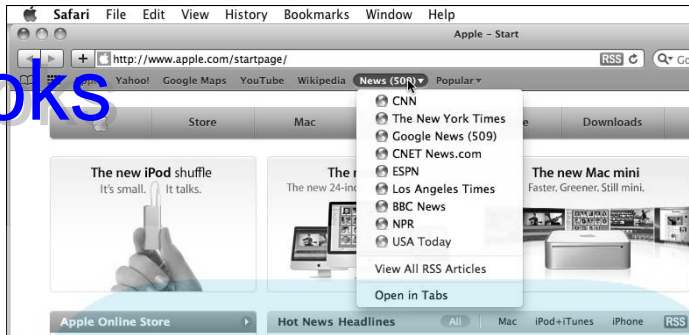 Safari File Edit View History Bookmarks Window Help
Apple – Start
+ http://www.apple.com/startpage/ RSS
Yahoo! Google Maps YouTube Wikipedia News (509)▾ Popular▾
oks
Store Mac Downloads
CNN
The New York Times
Google News (509)
CNET News.com
ESPN
Los Angeles Times
BBC News
NPR
USA Today
View All RSS Articles
Open in Tabs
The new iPod shuffle
It's small. It talks.
The new Mac mini
Faster, Greener, Still mini.
Apple Online Store
Hot News Headlines All Mac iPod+iTunes iPhone RSS